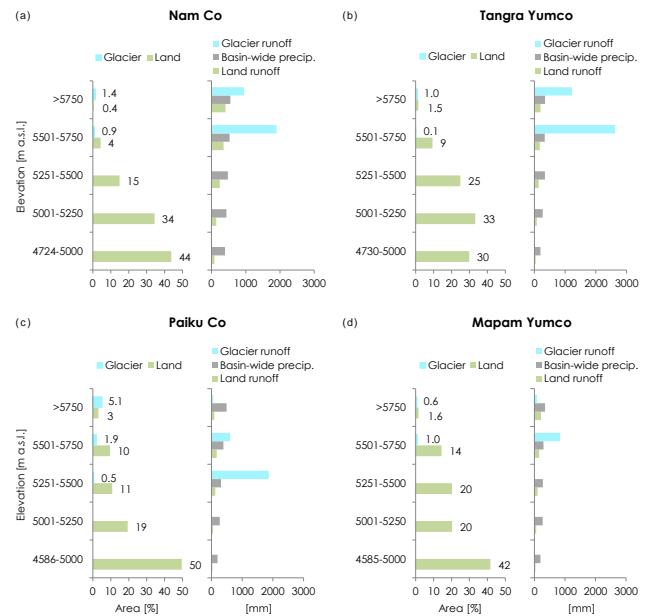 (a) Nam Co
Glacier Land
Glacier runoff
Basin-wide precip.
Land runoff
Elevation [m a.s.l.]
>5750 1.4
0.4
5501-5750 0.9
4
5251-5500 15
5001-5250 34
4724-5000 44
0 10 20 30 40 50 0 1000 2000 3000
(b) Tangra Yumco
Glacier Land
Glacier runoff
Basin-wide precip.
Land runoff
>5750 1.0
1.5
5501-5750 0.1
9
5251-5500 25
5001-5250 33
4730-5000 30
0 10 20 30 40 50 0 1000 2000 3000
(c) Paiku Co
Glacier Land
Glacier runoff
Basin-wide precip.
Land runoff
Elevation [m a.s.l.]
>5750 5.1
3
5501-5750 1.9
10
5251-5500 0.5
11
5001-5250 19
4586-5000 50
0 10 20 30 40 50 0 1000 2000 3000
Area [%] [mm]
(d) Mapam Yumco
Glacier Land
Glacier runoff
Basin-wide precip.
Land runoff
>5750 0.6
1.6
5501-5750 1.0
14
5251-5500 20
5001-5250 20
4585-5000 42
0 10 20 30 40 50 0 1000 2000 3000
Area [%] [mm]